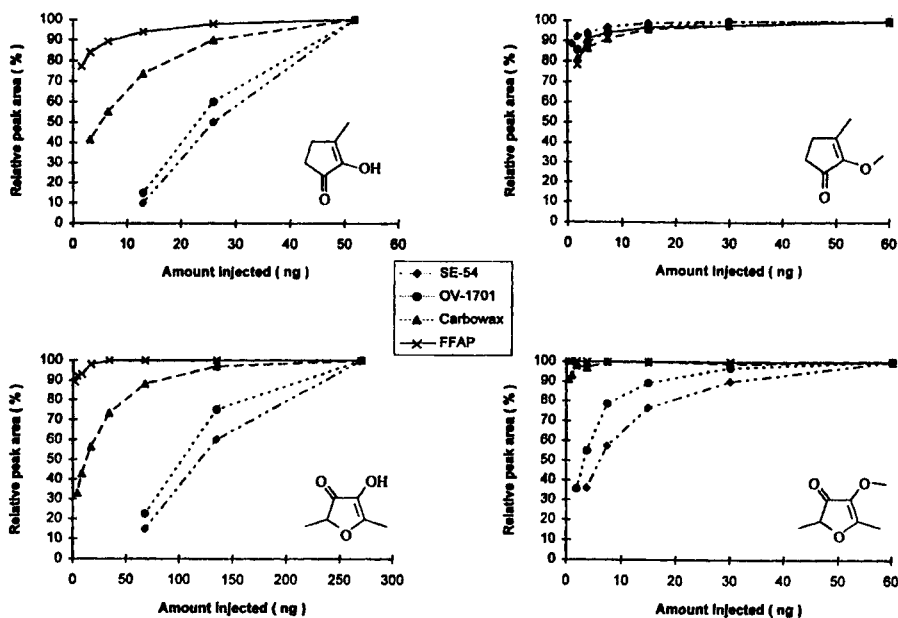 Relative peak area ( % )
100
90
80
70
60
50
40
30
20
10
0
0 10 20 30 40 50 60
Amount injected ( ng )
OH
O
Relative peak area ( % )
100
90
80
70
60
50
40
30
20
10
0
0 10 20 30 40 50 60
Amount injected ( ng )
O
O
SE-54
OV-1701
Carbowax
FFAP
Relative peak area ( % )
100
90
80
70
60
50
40
30
20
10
0
0 50 100 150 200 250 300
Amount injected ( ng )
O
OH
O
Relative peak area ( % )
100
90
80
70
60
50
40
30
20
10
0
0 10 20 30 40 50 60
Amount injected ( ng )
O
O
O